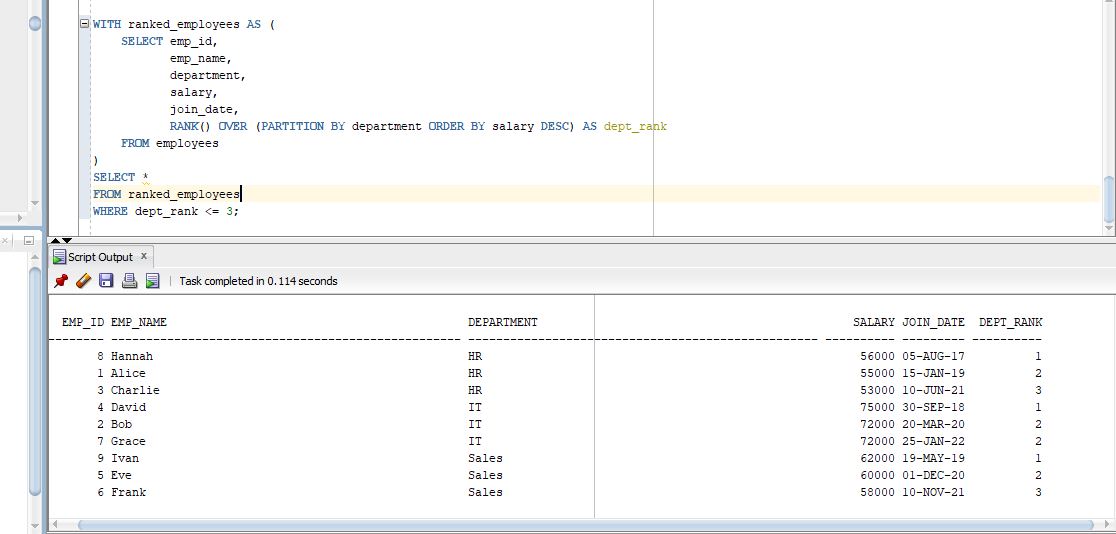 WITH ranked_employees AS (
SELECT emp_id,
emp_name,
department,
salary,
join_date,
RANK() OVER (PARTITION BY department ORDER BY salary DESC) AS dept_rank
FROM employees
)
SELECT *
FROM ranked_employees
WHERE dept_rank <= 3;
Script Output x
Task completed in 0.114 seconds
EMP_ID EMP_NAME DEPARTMENT SALARY JOIN_DATE DEPT_RANK
8 Hannah HR 56000 05-AUG-17 1
1 Alice HR 55000 15-JAN-19 2
3 Charlie HR 53000 10-JUN-21 3
4 David IT 75000 30-SEP-18 1
2 Bob IT 72000 20-MAR-20 2
7 Grace IT 72000 25-JAN-22 2
9 Ivan Sales 62000 19-MAY-19 1
5 Eve Sales 60000 01-DEC-20 2
6 Frank Sales 58000 10-NOV-21 3